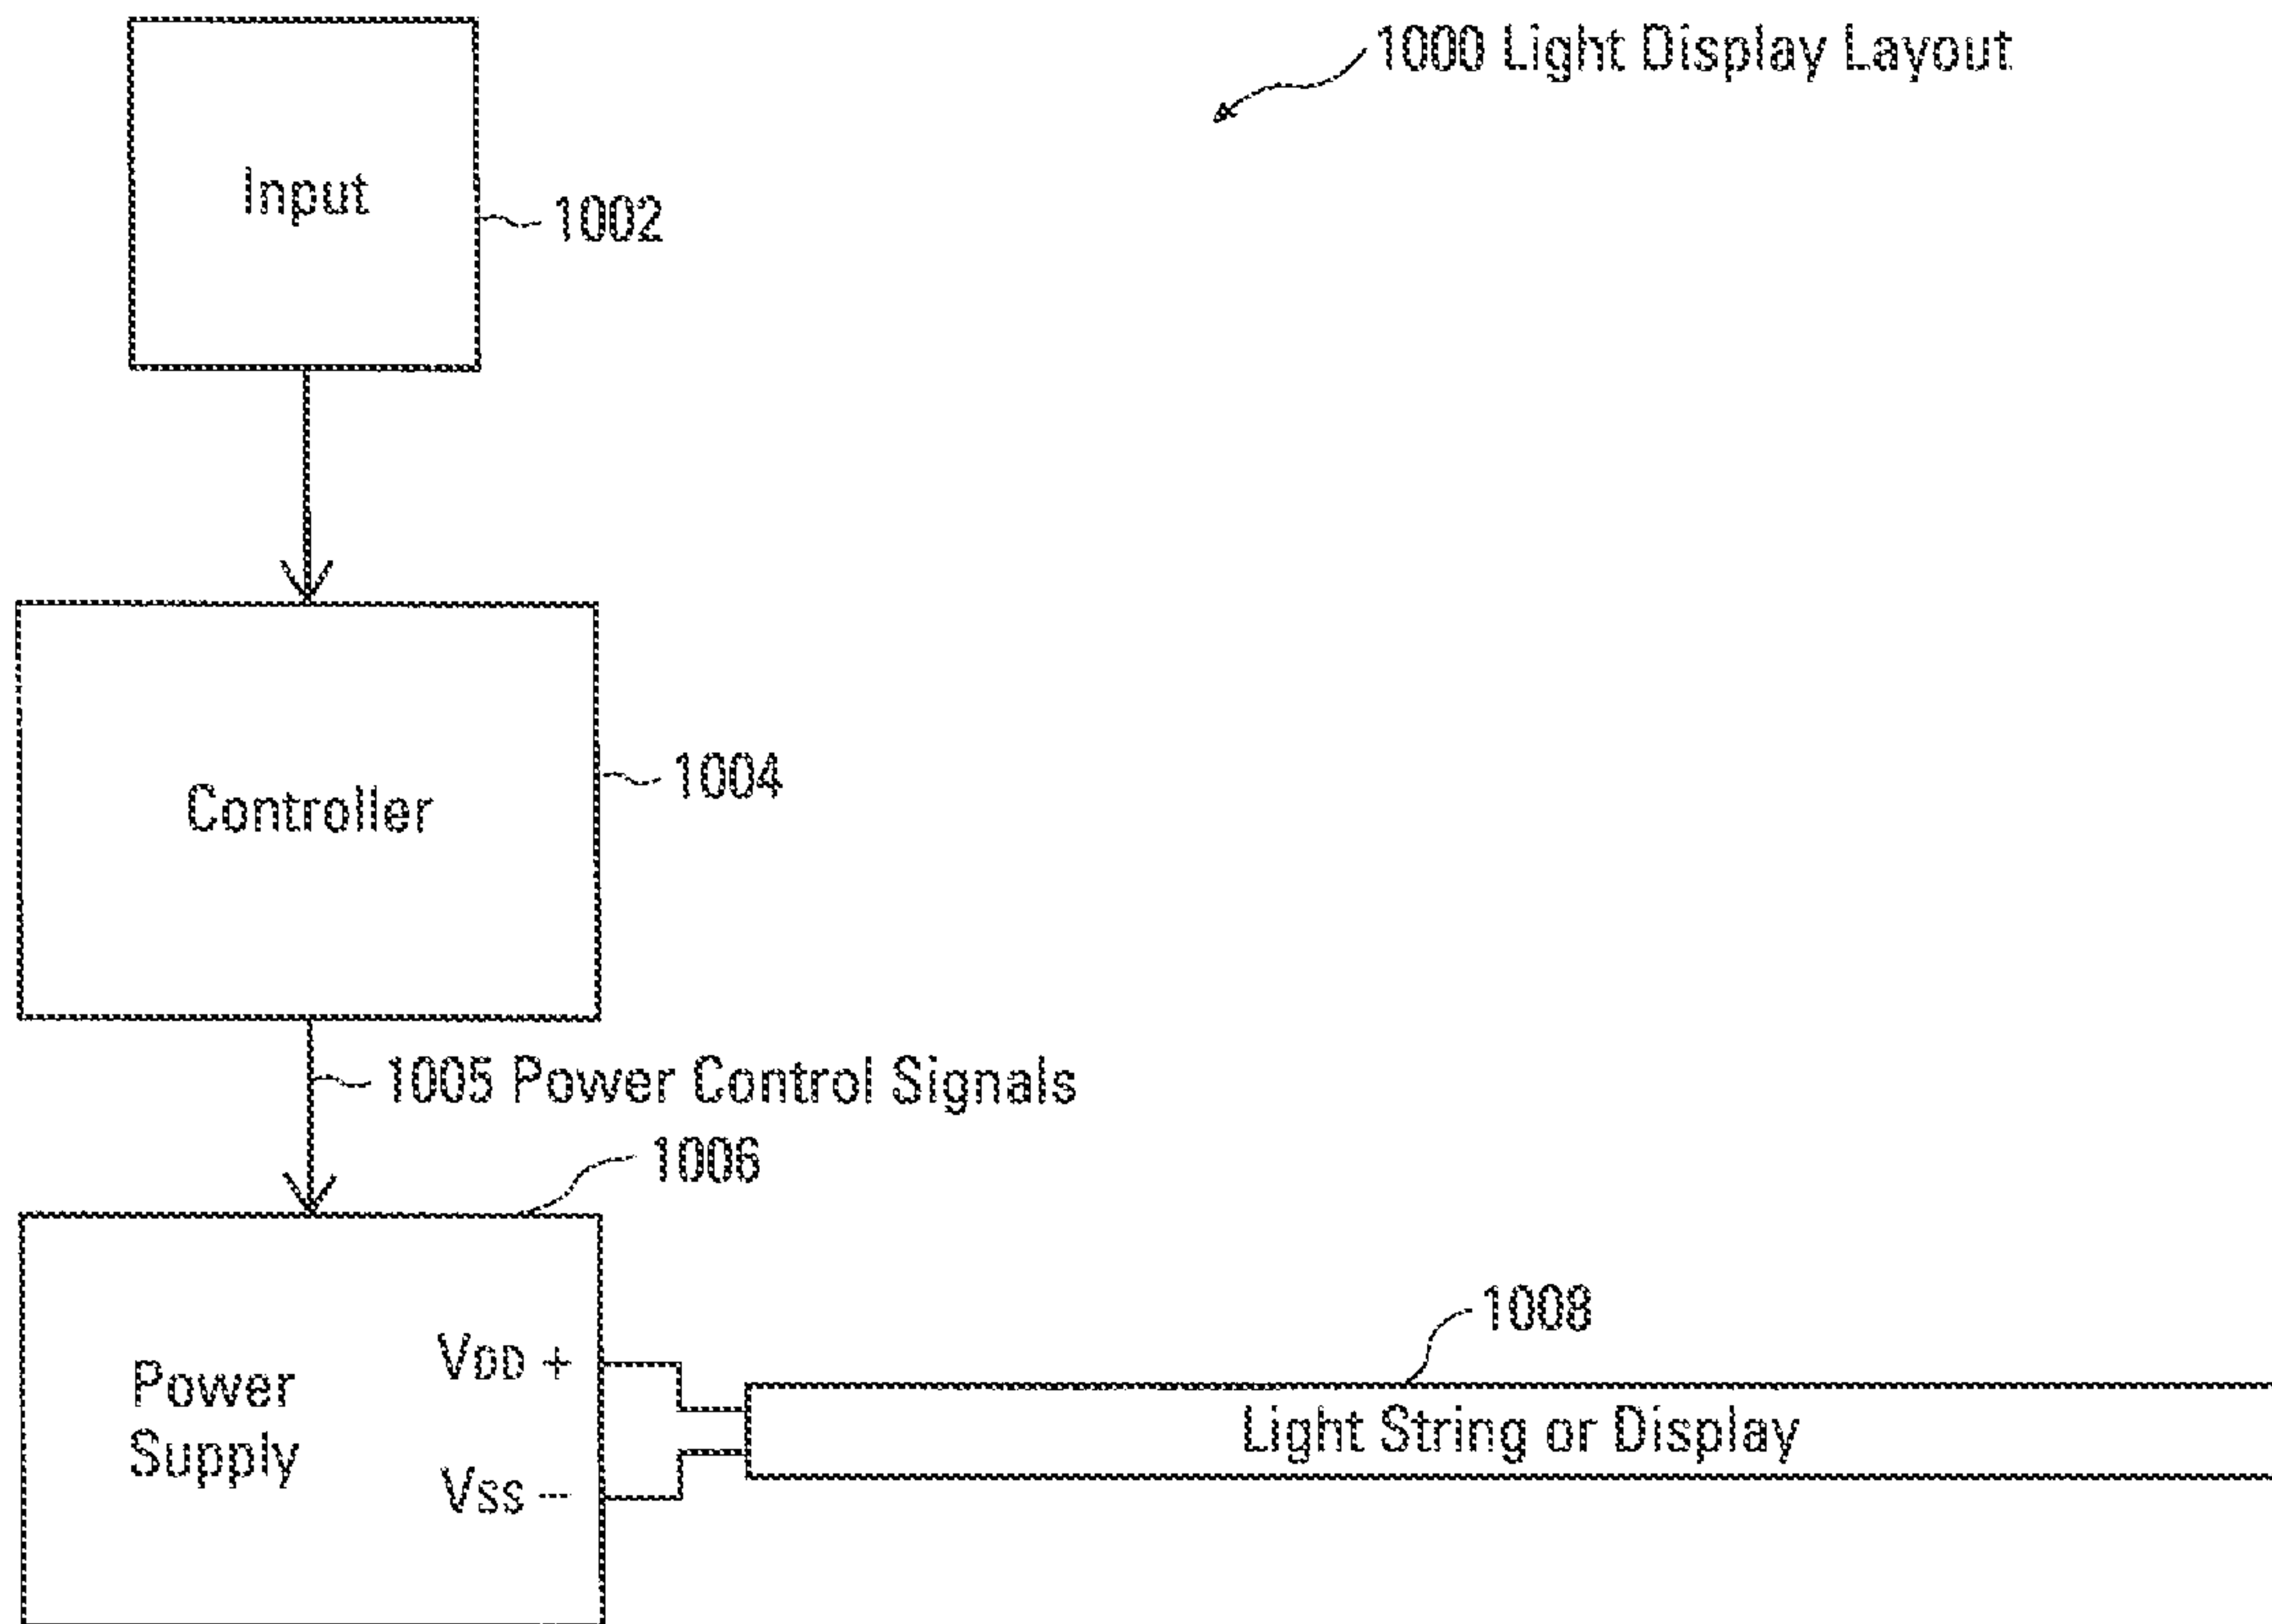 1000 Light Display Layout
Input
1002
Controller
1004
1005 Power Control Signals
1006
Power
Supply
VDD +
VSS -
1008
Light String or Display